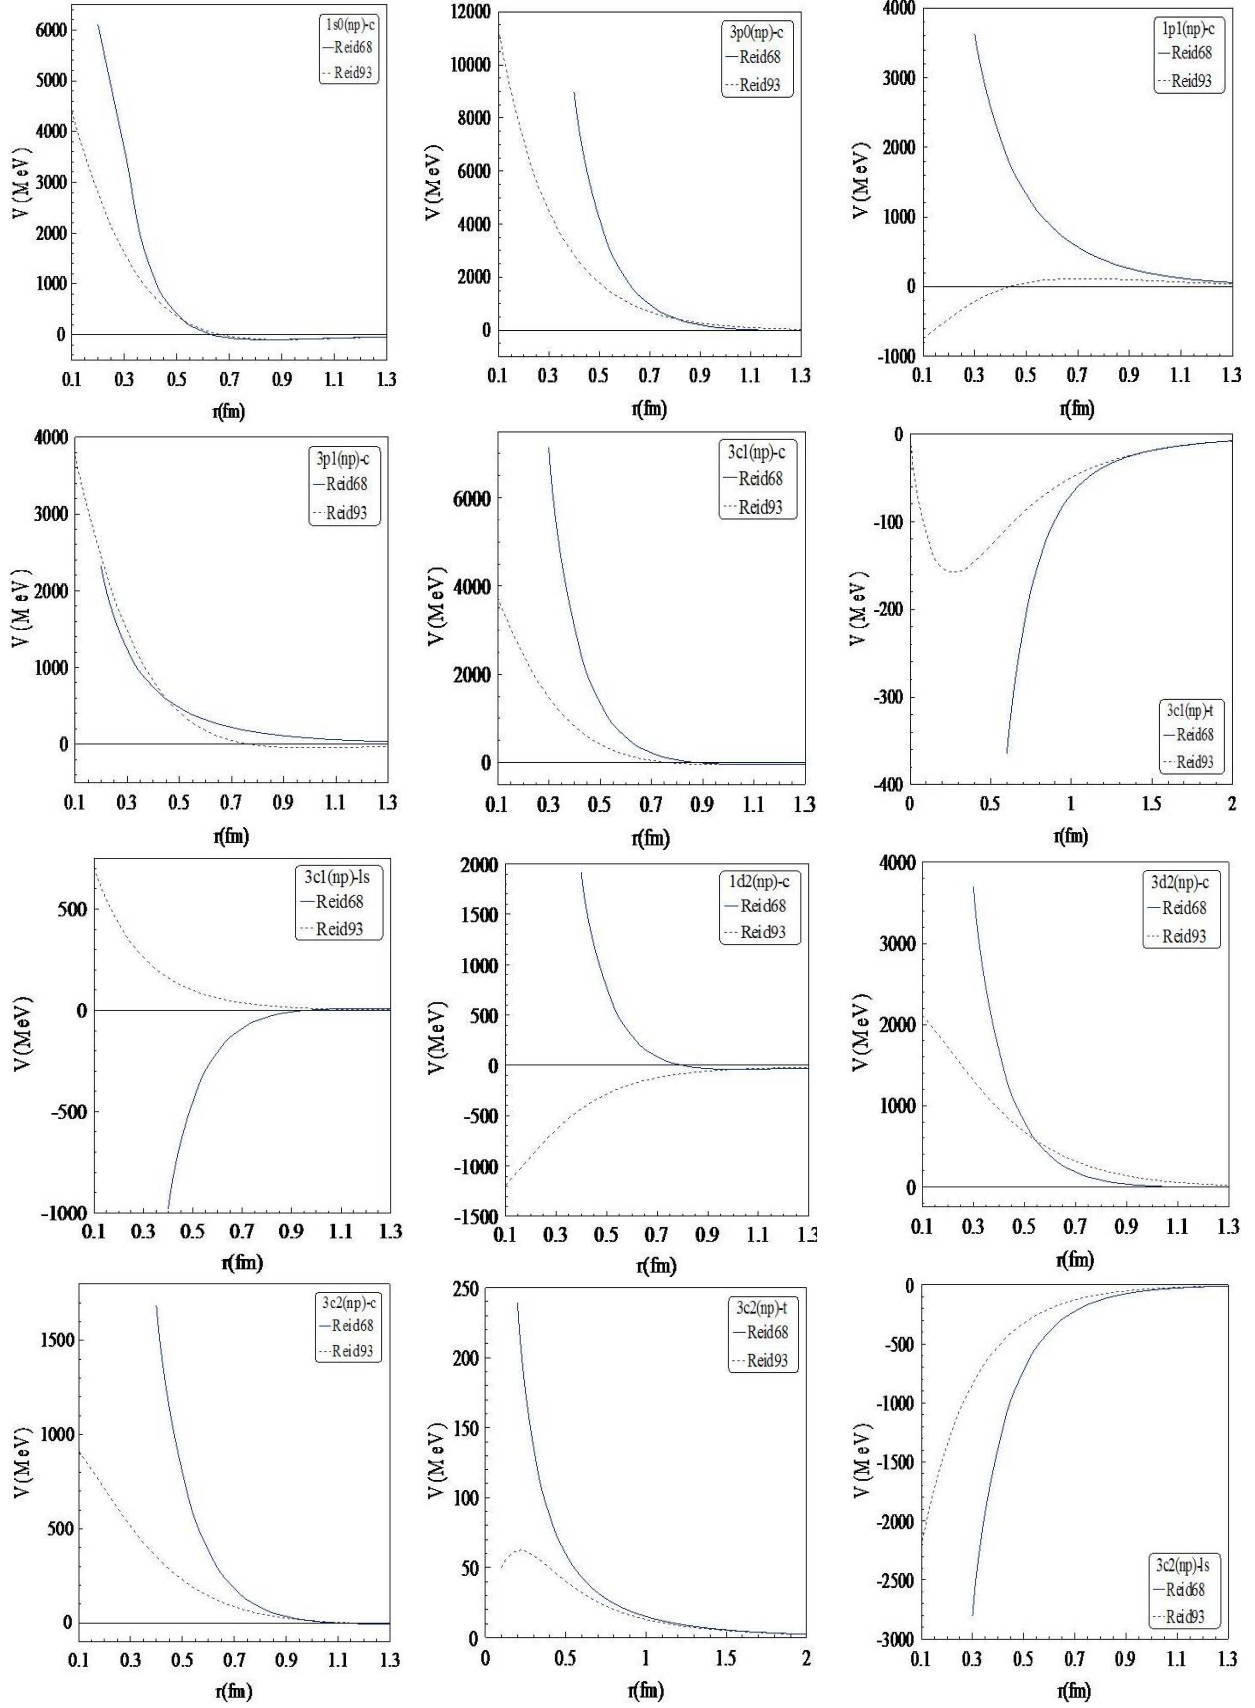 1s0(np)-c
Reid68
Reid93
6000
5000
4000
3000
2000
1000
0
V(MeV)
0.1 0.3 0.5 0.7 0.9 1.1 1.3
r(fm)
3p0(np)-c
Reid68
Reid93
12000
10000
8000
6000
4000
2000
0
V(MeV)
0.1 0.3 0.5 0.7 0.9 1.1 1.3
r(fm)
1p1(np)-c
Reid68
Reid93
4000
3000
2000
1000
0
-1000
V(MeV)
0.1 0.3 0.5 0.7 0.9 1.1 1.3
r(fm)
3p1(np)-c
Reid68
Reid93
4000
3000
2000
1000
0
V(MeV)
0.1 0.3 0.5 0.7 0.9 1.1 1.3
r(fm)
3c1(np)-c
Reid68
Reid93
6000
4000
2000
0
V(MeV)
0.1 0.3 0.5 0.7 0.9 1.1 1.3
r(fm)
0
-100
-200
-300
-400
V(MeV)
3c1(np)-t
Reid68
Reid93
0 0.5 1 1.5 2
r(fm)
3c1(np)-ls
Reid68
Reid93
500
0
-500
-1000
V(MeV)
0.1 0.3 0.5 0.7 0.9 1.1 1.3
r(fm)
1d2(np)-c
Reid68
Reid93
2000
1500
1000
500
0
-500
-1000
-1500
V(MeV)
0.1 0.3 0.5 0.7 0.9 1.1 1.3
r(fm)
3d2(np)-c
Reid68
Reid93
4000
3000
2000
1000
0
V(MeV)
0.1 0.3 0.5 0.7 0.9 1.1 1.3
r(fm)
3c2(np)-c
Reid68
Reid93
1500
1000
500
0
V(MeV)
0.1 0.3 0.5 0.7 0.9 1.1 1.3
r(fm)
3c2(np)-t
Reid68
Reid93
250
200
150
100
50
0
V(MeV)
0 0.5 1 1.5 2
r(fm)
0
-500
-1000
-1500
-2000
-2500
-3000
V(MeV)
3c2(np)-ls
Reid68
Reid93
0.1 0.3 0.5 0.7 0.9 1.1 1.3
r(fm)